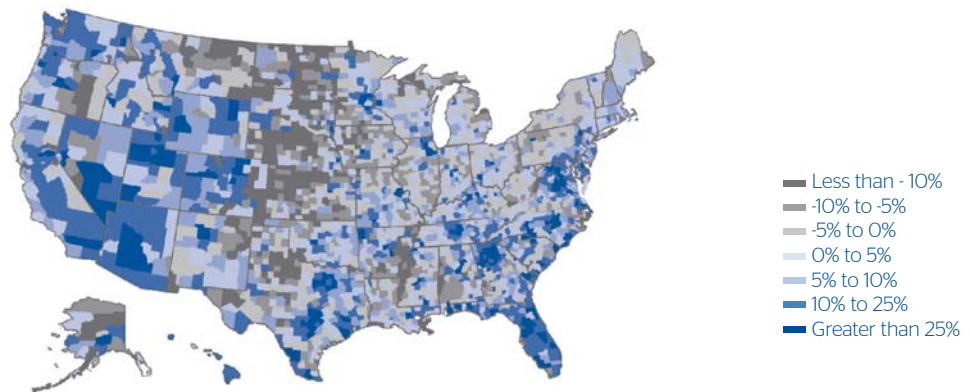 Less than - 10%
-10% to -5%
-5% to 0%
0% to 5%
5% to 10%
10% to 25%
Greater than 25%